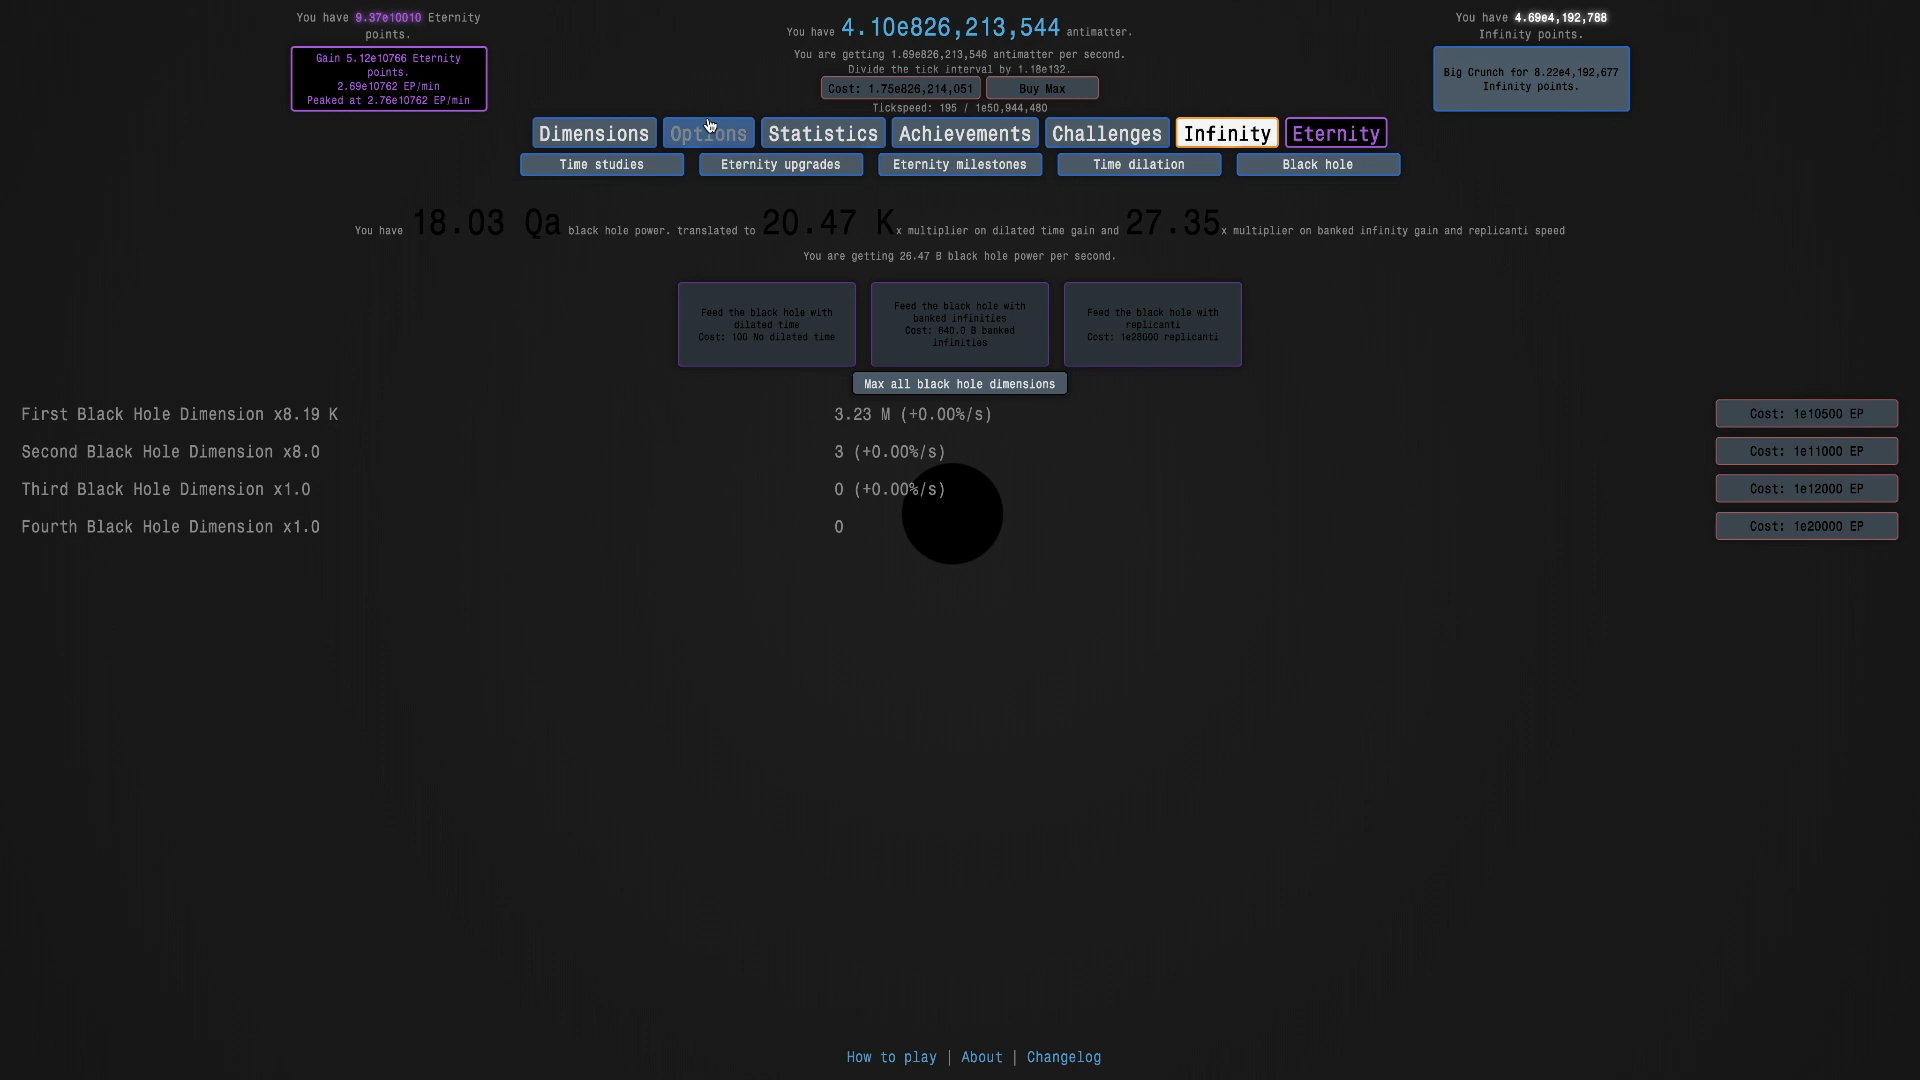 You have 9.37e10010 Eternity
points.
Gain 5.12e10766 Eternity
points.
2.69e10762 EP/min
Peaked at 2.76e10762 EP/min
You have 4.10e826,213,544 antimatter.
You are getting 1.69e826,213,546 antimatter per second.
Divide the tick interval by 1.18e132.
Cost: 1.75e826,214,051 Buy Max
Tickspeed: 195 / 1e50,944,480
You have 4.69e4,192,788
Infinity points.
Big Crunch for 8.22e4,192,677
Infinity points.
Dimensions Options Statistics Achievements Challenges Infinity Eternity
Time studies Eternity upgrades Eternity milestones Time dilation Black hole
You have 18.03 Qa black hole power. translated to 20.47 Kx multiplier on dilated time gain and 27.35x multiplier on banked infinity gain and replicanti speed
You are getting 26.47 B black hole power per second.
Feed the black hole with
dilated time
Cost: 100 No dilated time
Feed the black hole with
banked infinities
Cost: 640.0 B banked
infinities
Feed the black hole with
replicanti
Cost: 1e28000 replicanti
Max all black hole dimensions
First Black Hole Dimension x8.19 K 3.23 M (+0.00%/s) Cost: 1e10500 EP
Second Black Hole Dimension x8.0 3 (+0.00%/s) Cost: 1e11000 EP
Third Black Hole Dimension x1.0 0 (+0.00%/s) Cost: 1e12000 EP
Fourth Black Hole Dimension x1.0 0 Cost: 1e20000 EP
How to play | About | Changelog